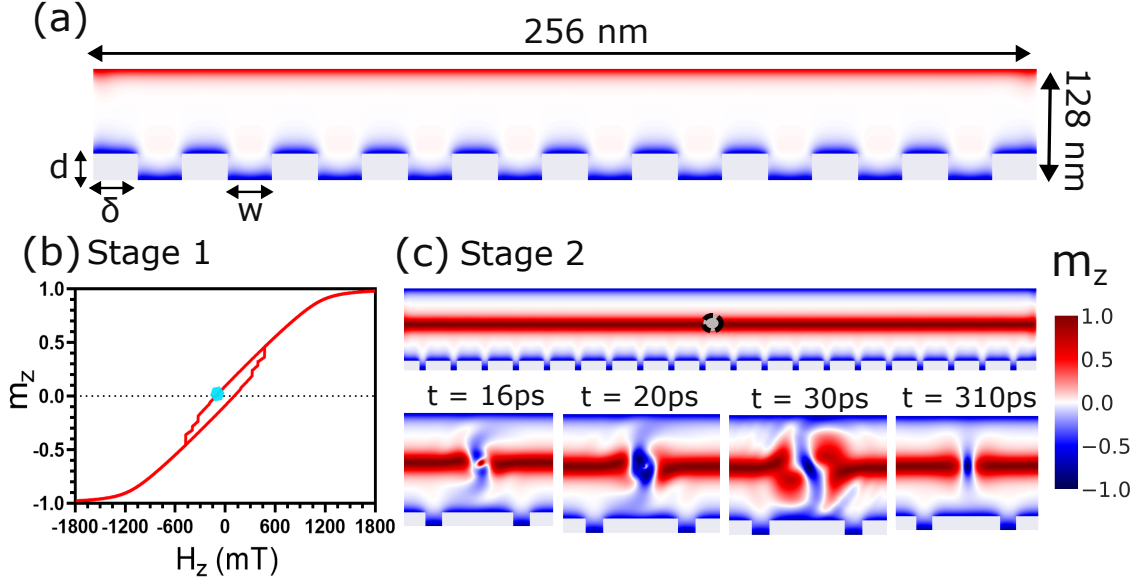 (a)
256 nm
128 nm
d
δ
w
(b) Stage 1
1.0
0.5
0.0
-0.5
-1.0
-1800 -1200 -600 0 600 1200 1800
m_z
H_z (mT)
(c) Stage 2
t = 16ps t = 20ps t = 30ps t = 310ps
m_z
1.0
0.5
0.0
−0.5
−1.0